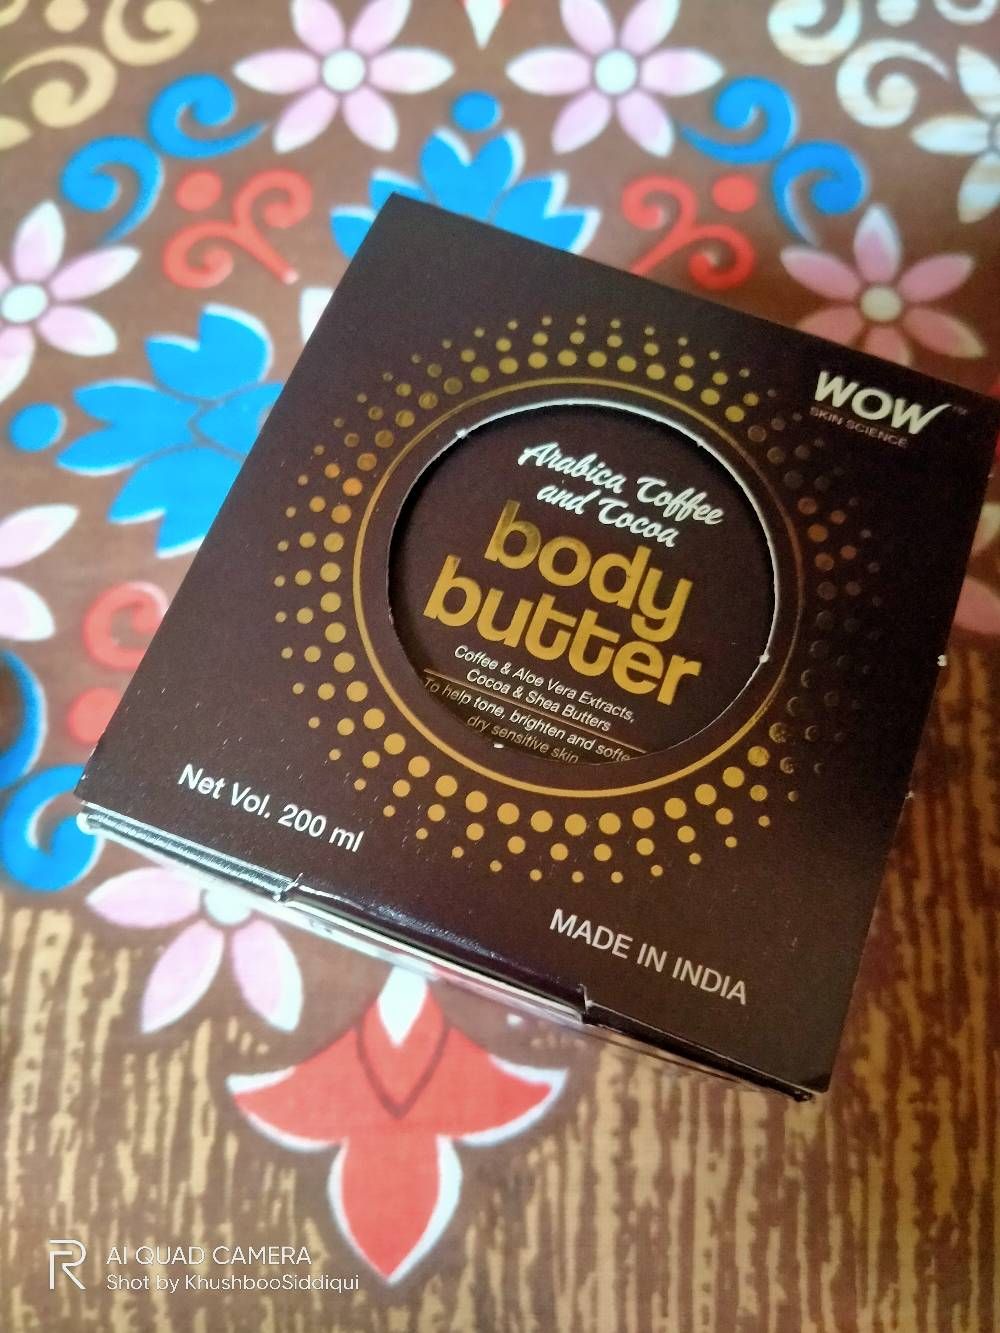 WOW™
SKIN SCIENCE
Arabica Coffee
and Cocoa
body
butter
Coffee & Aloe Vera Extracts,
Cocoa & Shea Butters
To help tone, brighten and softe
dry sensitive skin
Net Vol. 200 ml
MADE IN INDIA
AI QUAD CAMERA
Shot by KhushbooSiddiqui